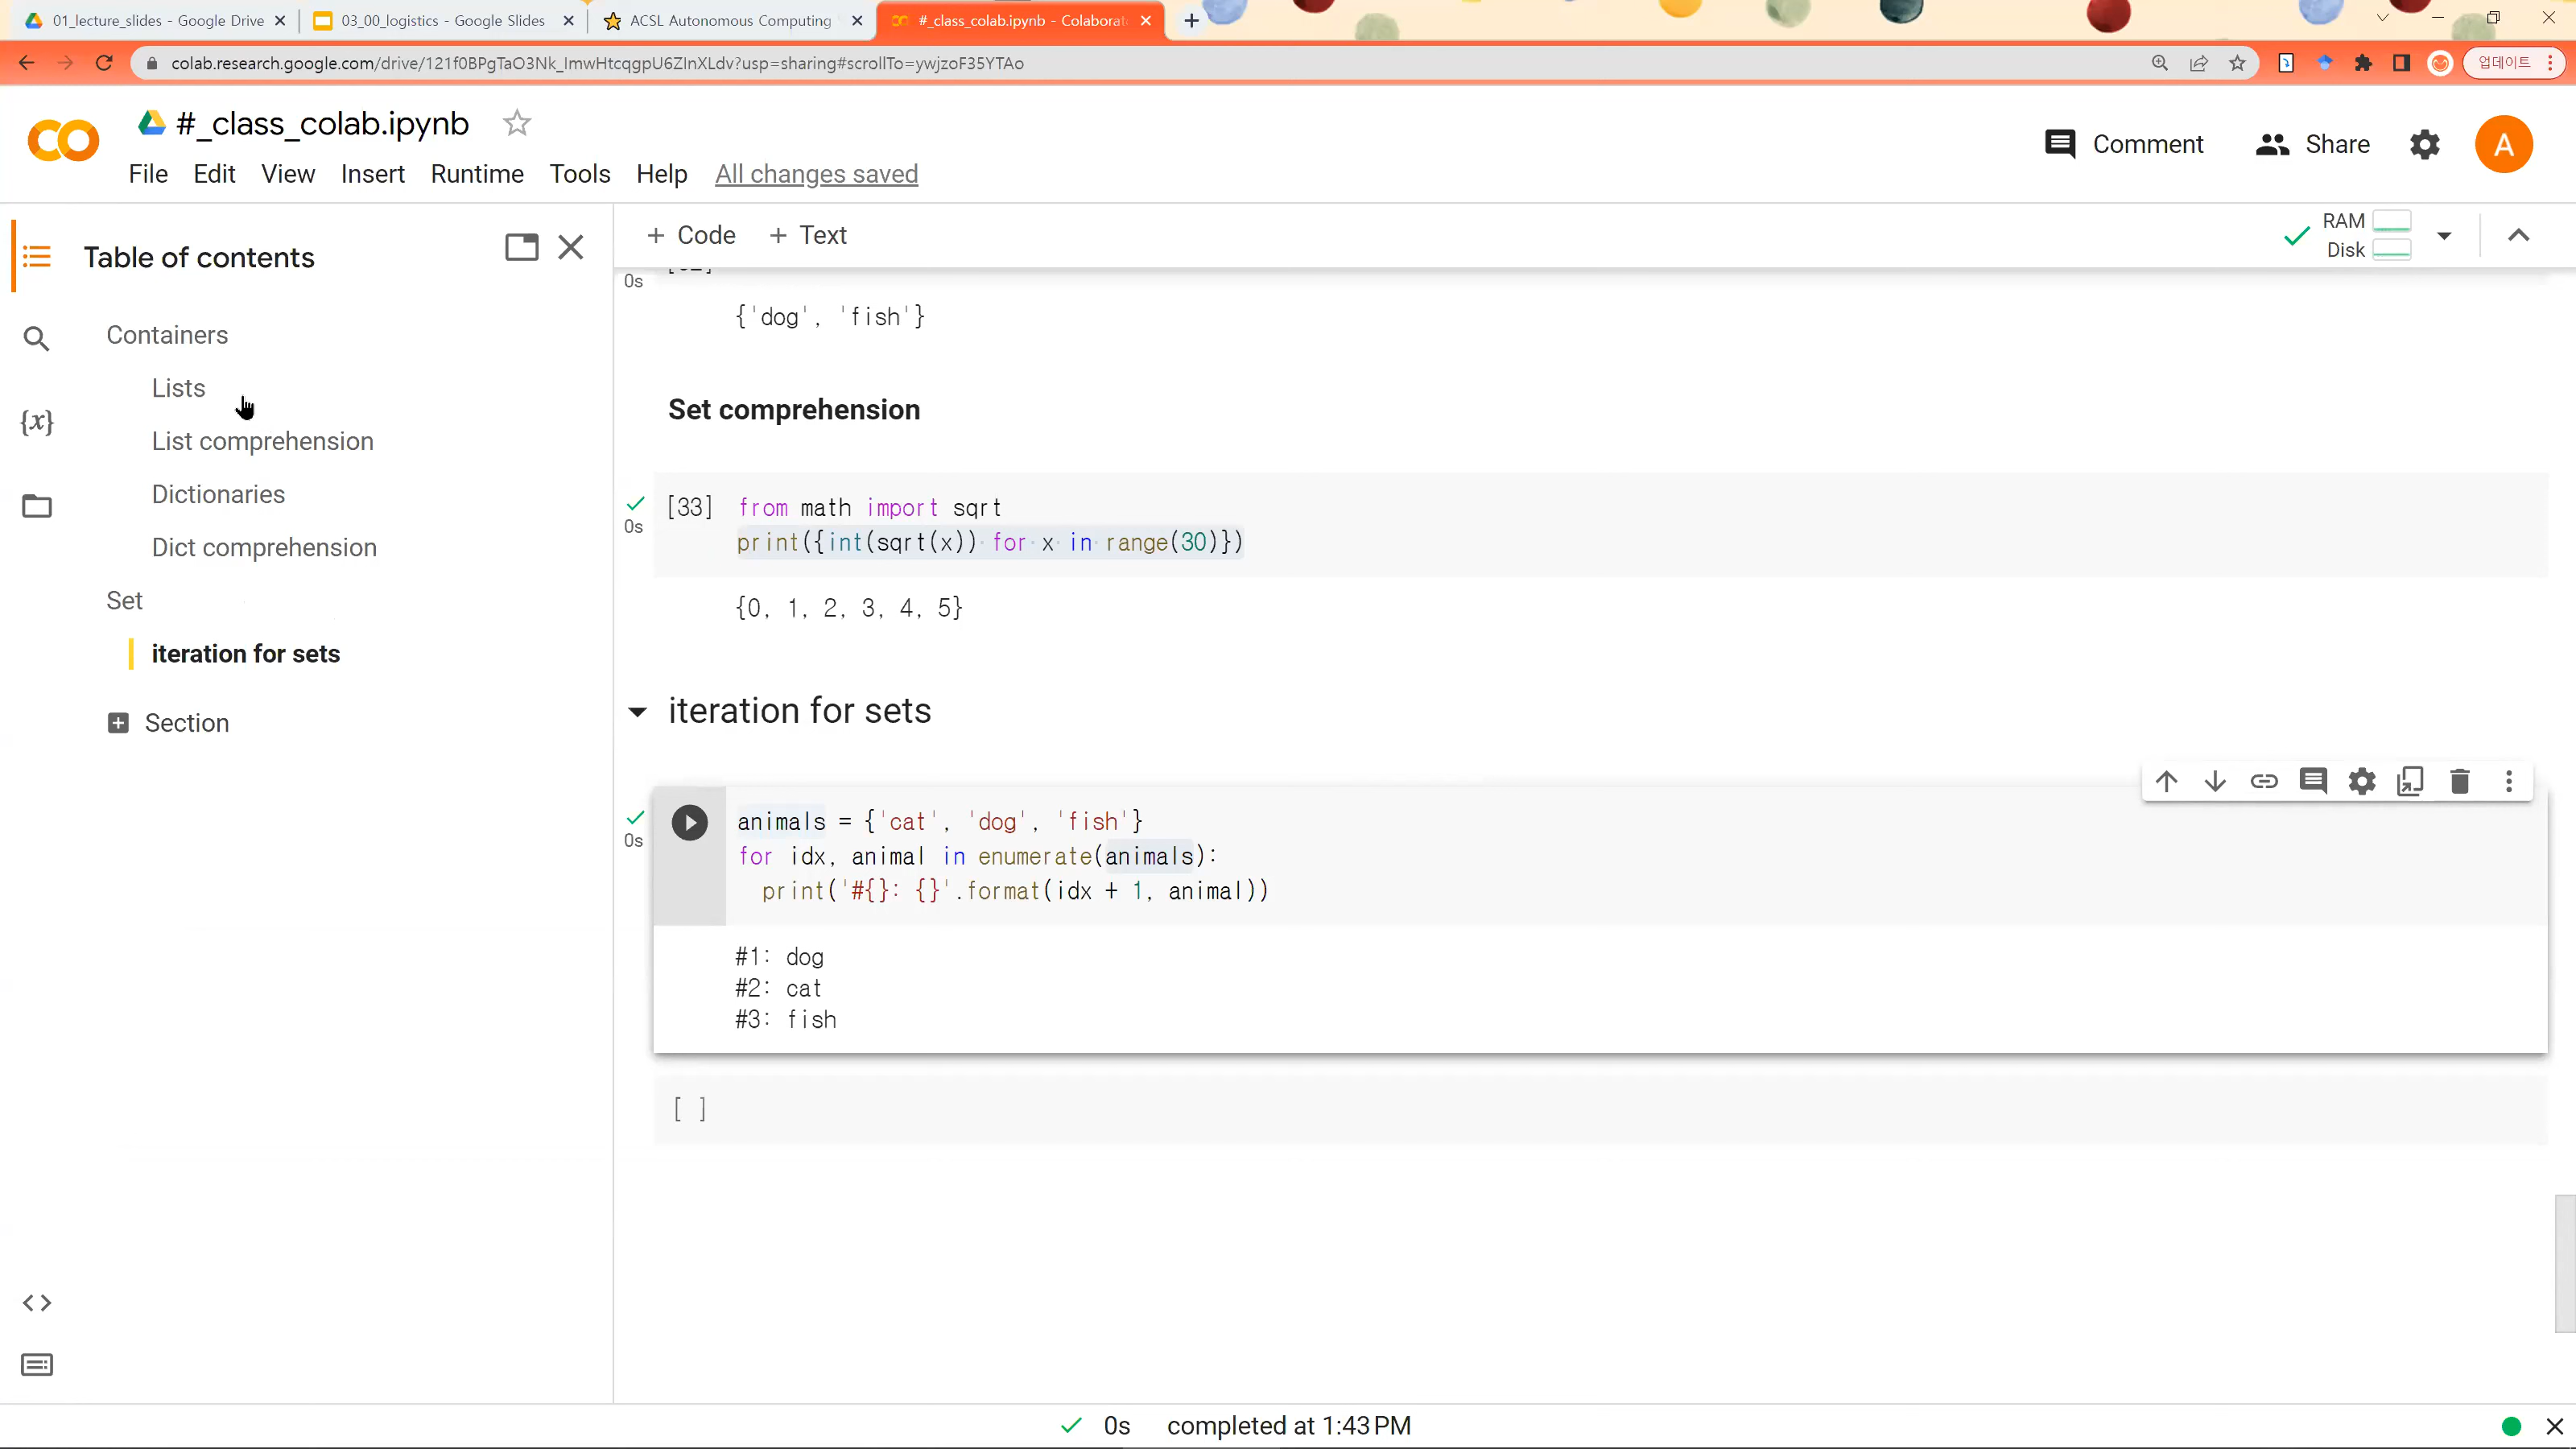 01_lecture_slides - Google Drive
03_00_logistics - Google Slides
ACSL Autonomous Computing
#_class_colab.ipynb - Colaborat
colab.research.google.com/drive/121f0BPgTaO3Nk_ImwHtcqgpU6ZInXLdv?usp=sharing#scrollTo=ywjzoF35YTAo
업데이트
CO
#_class_colab.ipynb
Comment
Share
A
File Edit View Insert Runtime Tools Help All changes saved
Table of contents
+ Code + Text
RAM
Disk
Containers
Lists
List comprehension
Dictionaries
Dict comprehension
Set
iteration for sets
Section
{x}
0s
{'dog', 'fish'}
Set comprehension
[33] from math import sqrt
0s
print({int(sqrt(x)) for x in range(30)})
{0, 1, 2, 3, 4, 5}
iteration for sets
animals = {'cat', 'dog', 'fish'}
0s
for idx, animal in enumerate(animals):
print('#{}: {}'.format(idx + 1, animal))
#1: dog
#2: cat
#3: fish
[ ]
0s completed at 1:43 PM